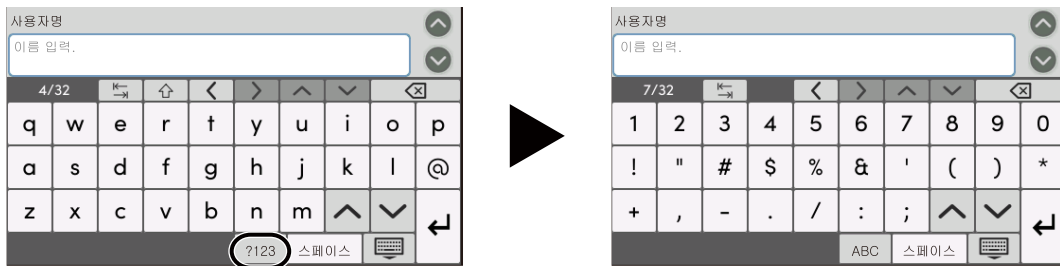 사용자명
이름 입력.
4/32
q w e r t y u i o p
a s d f g h j k l @
z x c v b n m
?123 스페이스
사용자명
이름 입력.
7/32
1 2 3 4 5 6 7 8 9 0
! " # $ % & ' ( ) *
+ , - . / : ;
ABC 스페이스